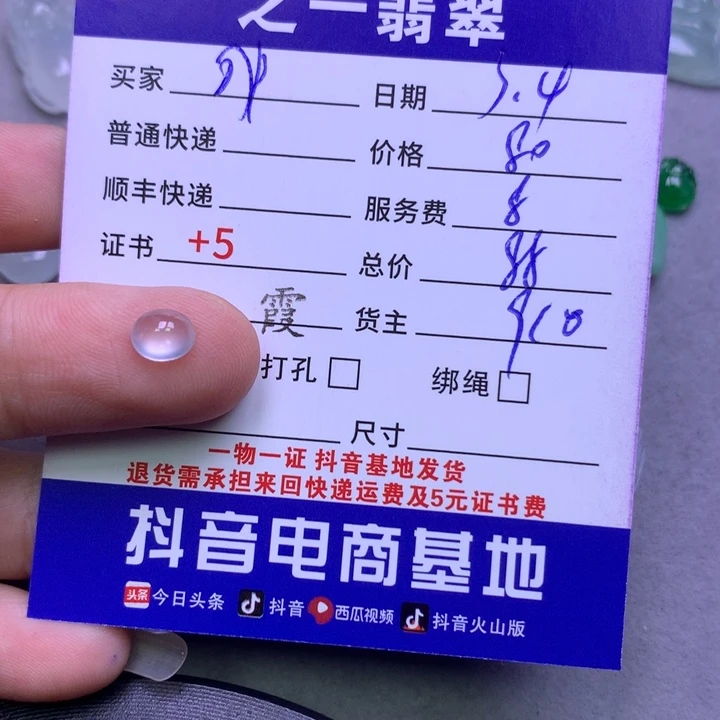 之一翡翠
买家 日期 5.4
普通快递 价格 80
顺丰快递 服务费 8
证书 +5 总价 88
霞 货主 910
打孔 绑绳
尺寸
一物一证 抖音基地发货
退货需承担来回快递运费及5元证书费
抖音电商基地
头条 今日头条 抖音 西瓜视频 抖音火山版